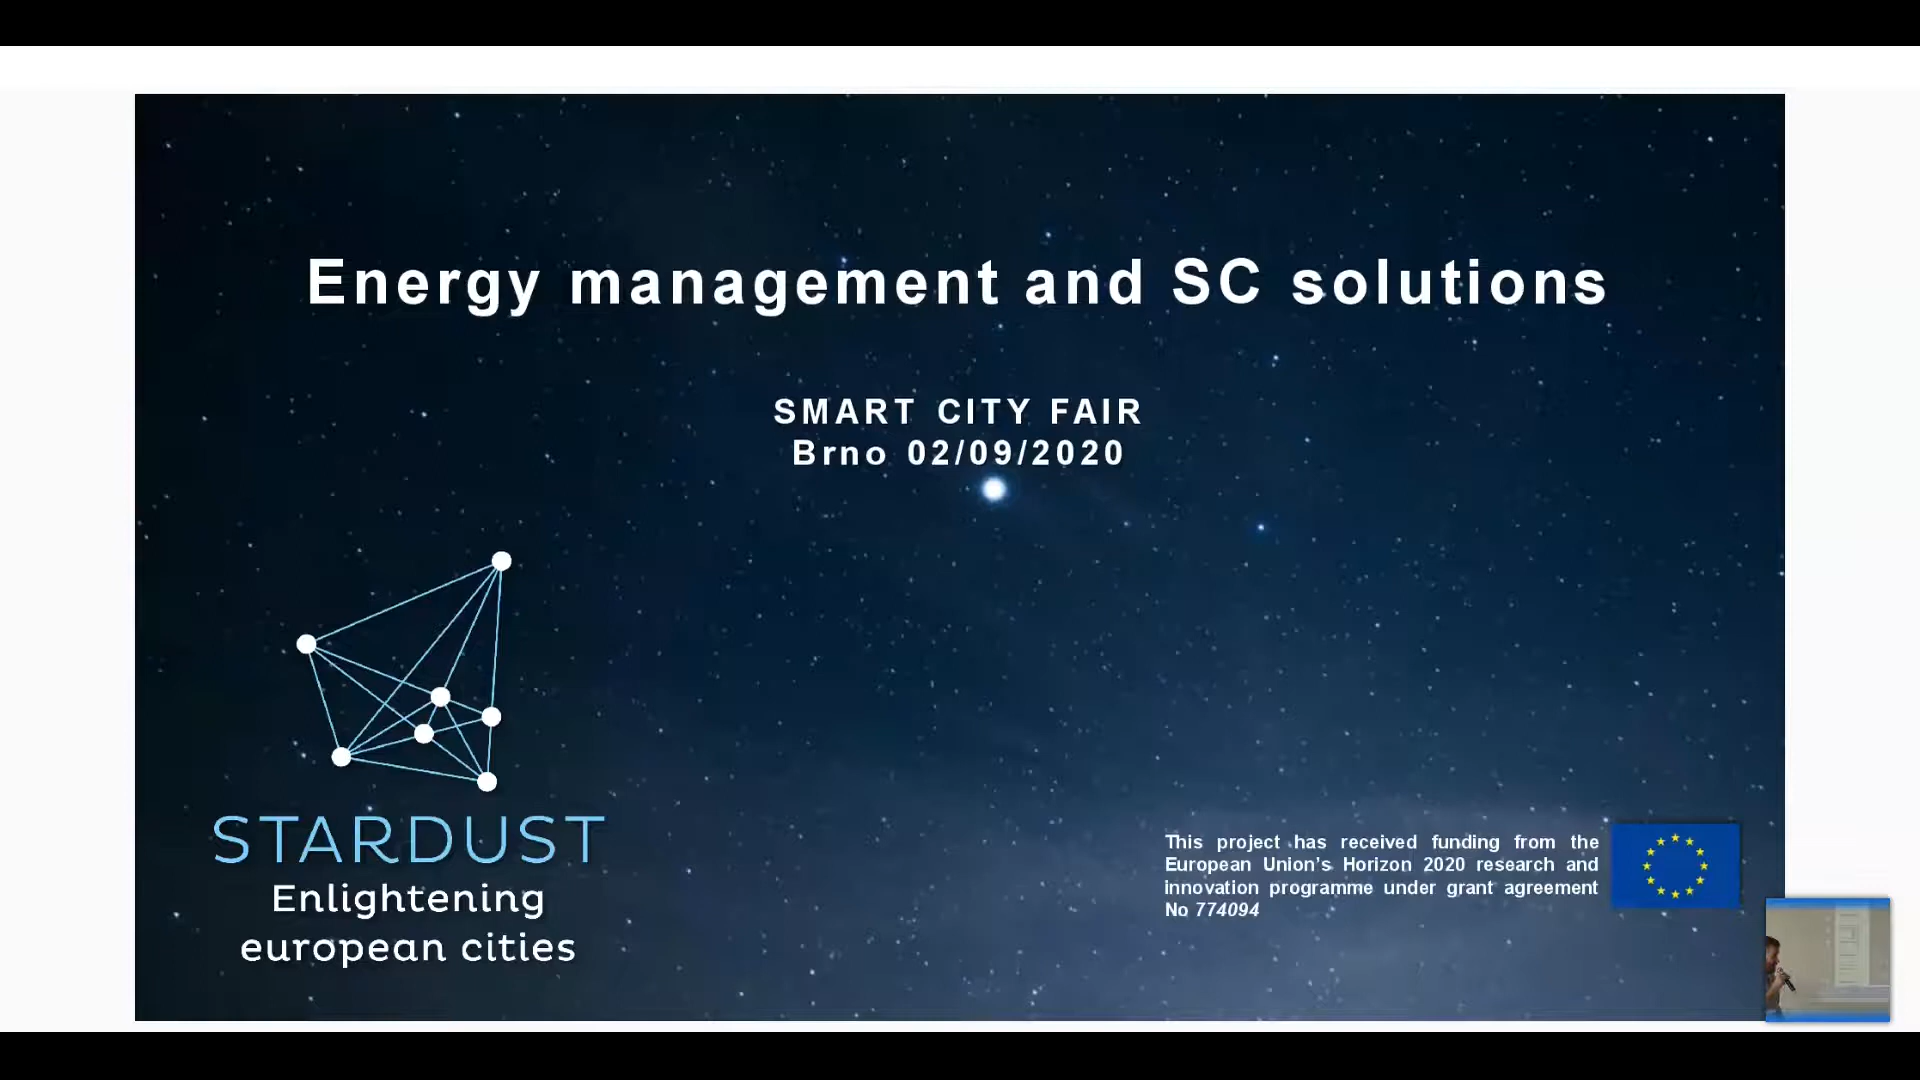 Energy management and SC solutions
SMART CITY FAIR
Brno 02/09/2020
STARDUST
Enlightening
european cities
This project has received funding from the
European Union's Horizon 2020 research and
innovation programme under grant agreement
No 774094